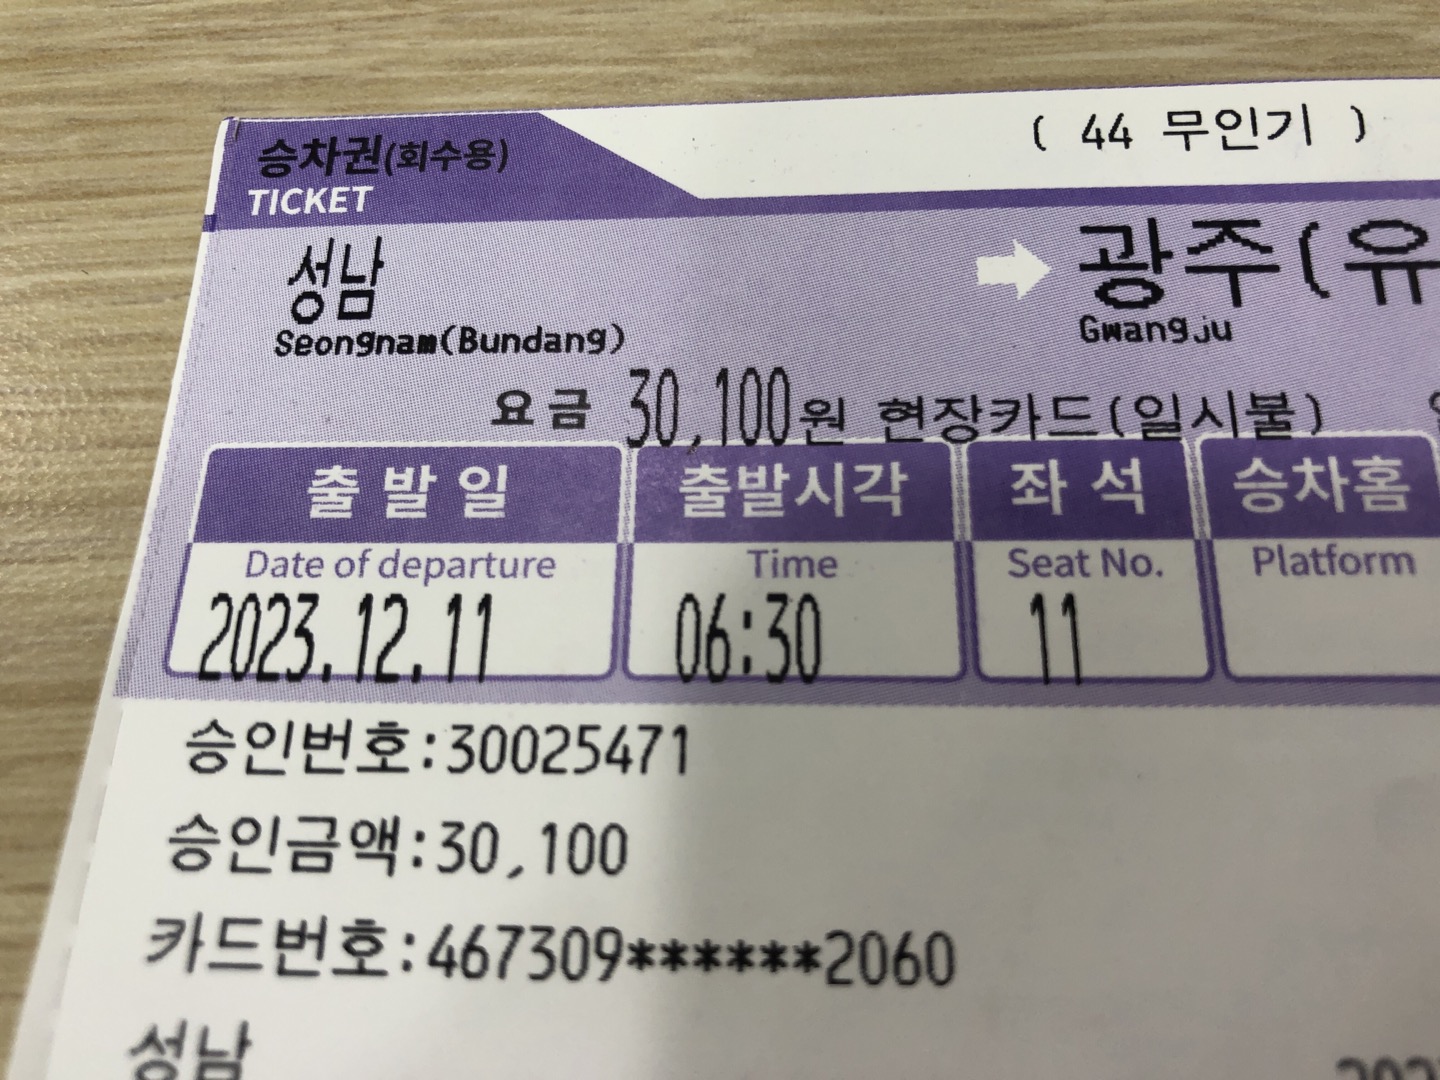 승차권(회수용)
( 44 무인기 )
TICKET
성남
광주(유
Seongnam(Bundang)
Gwangju
요금 30,100원 현장카드(일시불)
출발일 출발시각 좌석 승차홈
Date of departure Time Seat No. Platform
2023.12.11 06:30 11
승인번호:30025471
승인금액:30,100
카드번호:467309******2060
성남